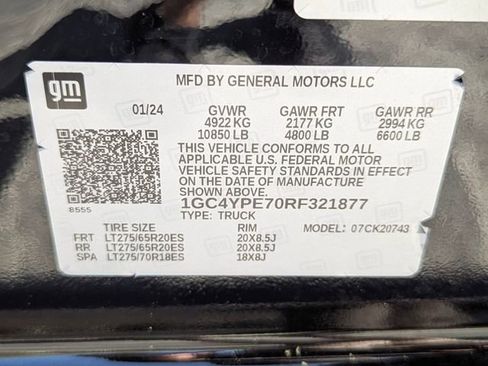 gm
MFD BY GENERAL MOTORS LLC
01/24 GVWR GAWR FRT GAWR RR
4922 KG 2177 KG 2994 KG
10850 LB 4800 LB 6600 LB
THIS VEHICLE CONFORMS TO ALL
APPLICABLE U.S. FEDERAL MOTOR
VEHICLE SAFETY STANDARDS IN EFFECT
ON THE DATE OF MANUFACTURE
SHOWN ABOVE.
8555 1GC4YPE70RF321877
TYPE: TRUCK MODEL: 07CK20743
TIRE SIZE RIM
FRT LT275/65R20ES 20X8.5J
RR LT275/65R20ES 20X8.5J
SPA LT275/70R18ES 18X8J